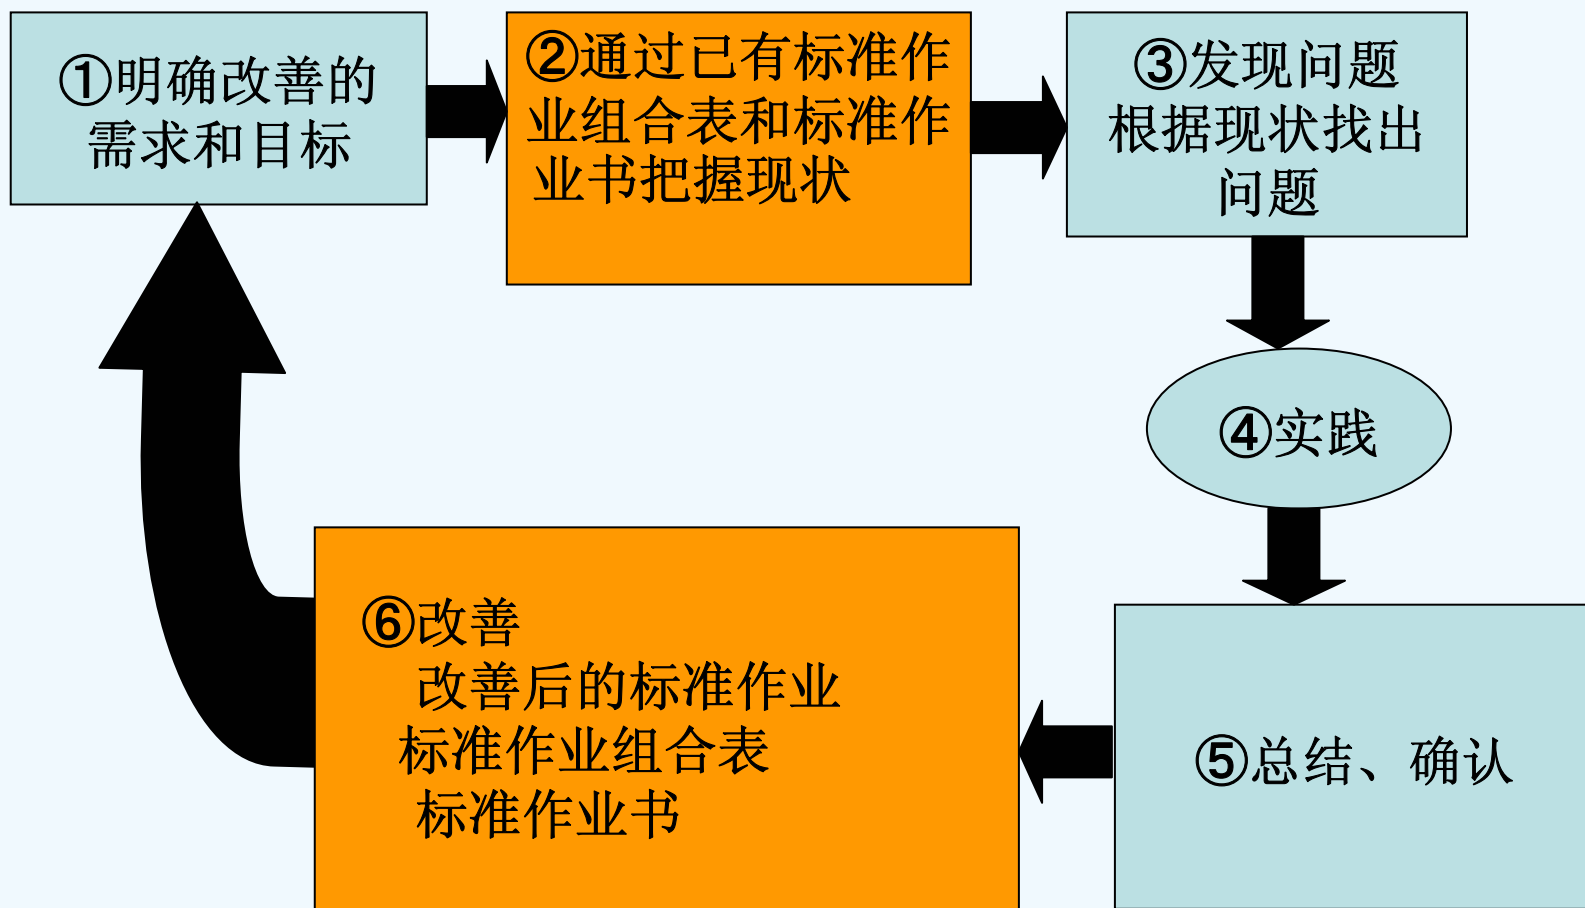 ①明确改善的
需求和目标
②通过已有标准作
业组合表和标准作
业书把握现状
③发现问题
根据现状找出
问题
④实践
⑤总结、确认
⑥改善
改善后的标准作业
标准作业组合表
标准作业书